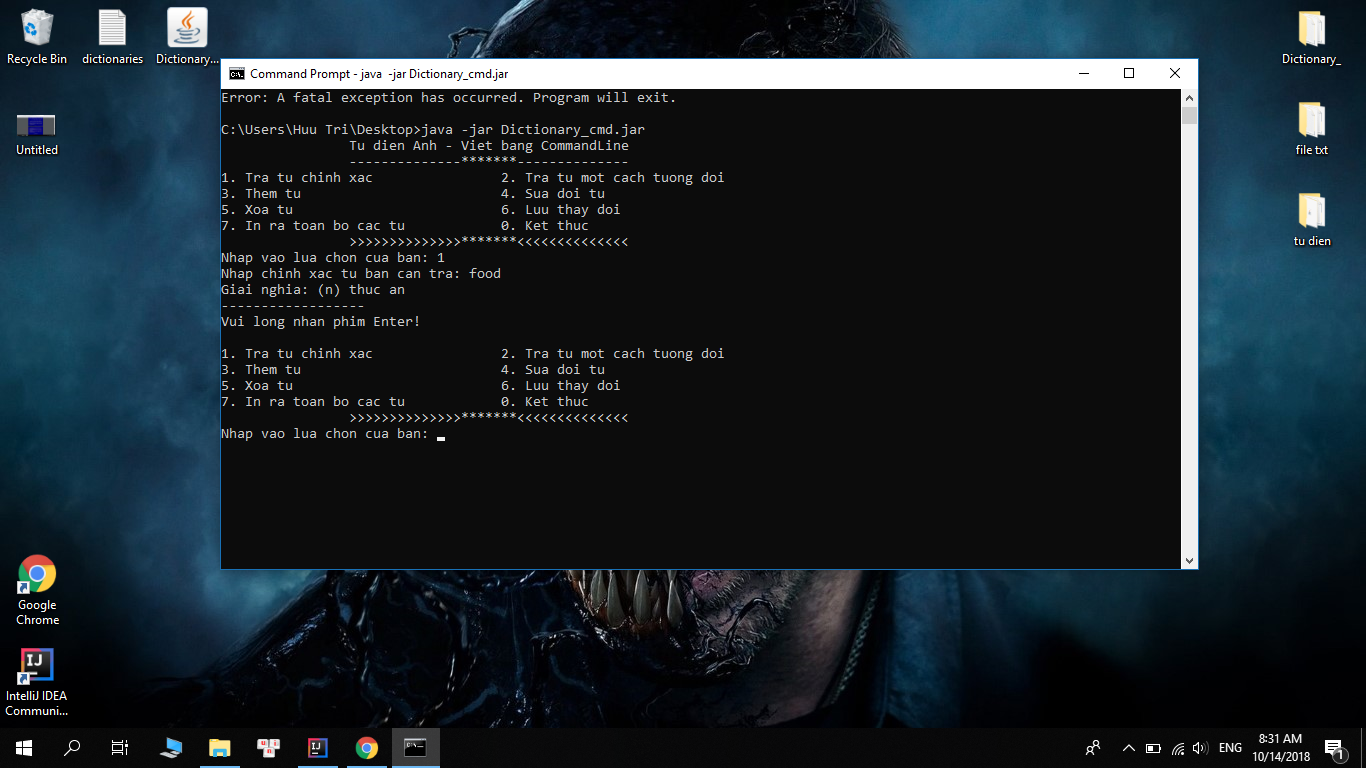 Recycle Bin
dictionaries
Dictionary...
Dictionary_
Untitled
file txt
tu dien
Google
Chrome
IntelliJ IDEA
Communi...
Command Prompt - java -jar Dictionary_cmd.jar
Error: A fatal exception has occurred. Program will exit.
C:\Users\Huu Tri\Desktop>java -jar Dictionary_cmd.jar
Tu dien Anh - Viet bang CommandLine
--------------*******--------------
1. Tra tu chinh xac 2. Tra tu mot cach tuong doi
3. Them tu 4. Sua doi tu
5. Xoa tu 6. Luu thay doi
7. In ra toan bo cac tu 0. Ket thuc
>>>>>>>>>>>>>>*******<<<<<<<<<<<<<<
Nhap vao lua chon cua ban: 1
Nhap chinh xac tu ban can tra: food
Giai nghia: (n) thuc an
------------------
Vui long nhan phim Enter!
1. Tra tu chinh xac 2. Tra tu mot cach tuong doi
3. Them tu 4. Sua doi tu
5. Xoa tu 6. Luu thay doi
7. In ra toan bo cac tu 0. Ket thuc
>>>>>>>>>>>>>>*******<<<<<<<<<<<<<<
Nhap vao lua chon cua ban:
ENG
8:31 AM
10/14/2018
1